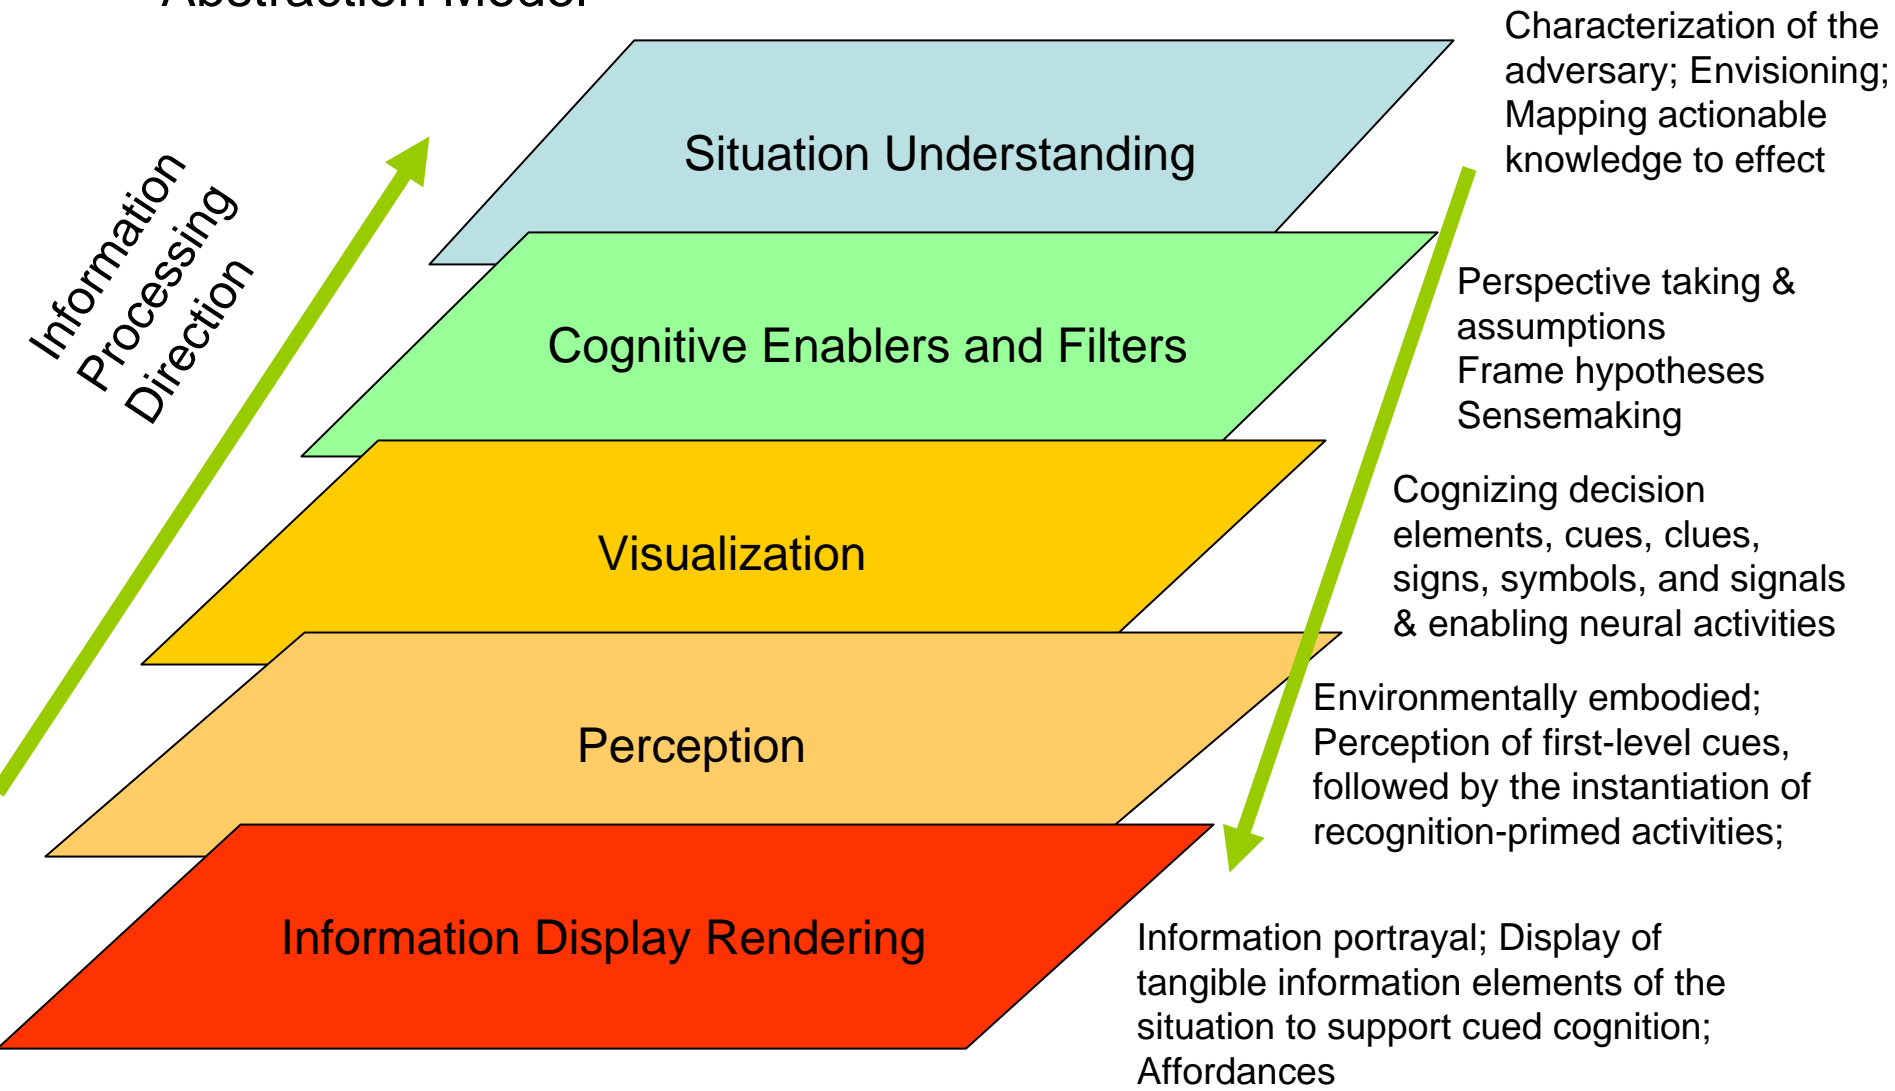 Abstraction Model
Characterization of the
adversary; Envisioning;
Mapping actionable
knowledge to effect
Situation Understanding
Information
Processing
Direction
Perspective taking &
assumptions
Frame hypotheses
Sensemaking
Cognitive Enablers and Filters
Cognizing decision
elements, cues, clues,
signs, symbols, and signals
& enabling neural activities
Visualization
Environmentally embodied;
Perception of first-level cues,
followed by the instantiation of
recognition-primed activities;
Perception
Information Display Rendering
Information portrayal; Display of
tangible information elements of the
situation to support cued cognition;
Affordances